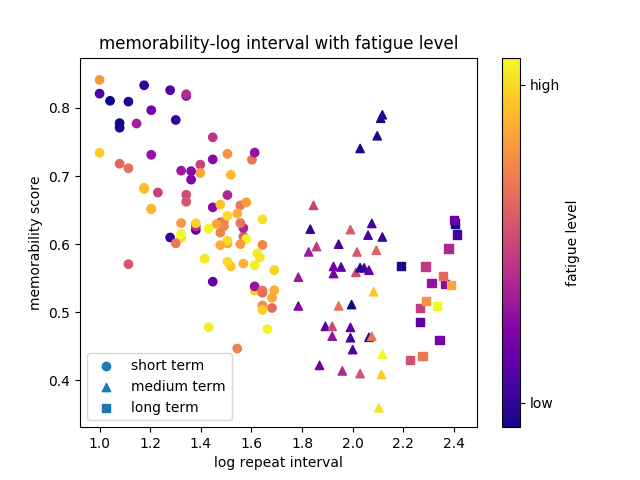 memorability-log interval with fatigue level
memorability score
0.8
0.7
0.6
0.5
0.4
short term
medium term
long term
1.0 1.2 1.4 1.6 1.8 2.0 2.2 2.4
log repeat interval
high
low
fatigue level